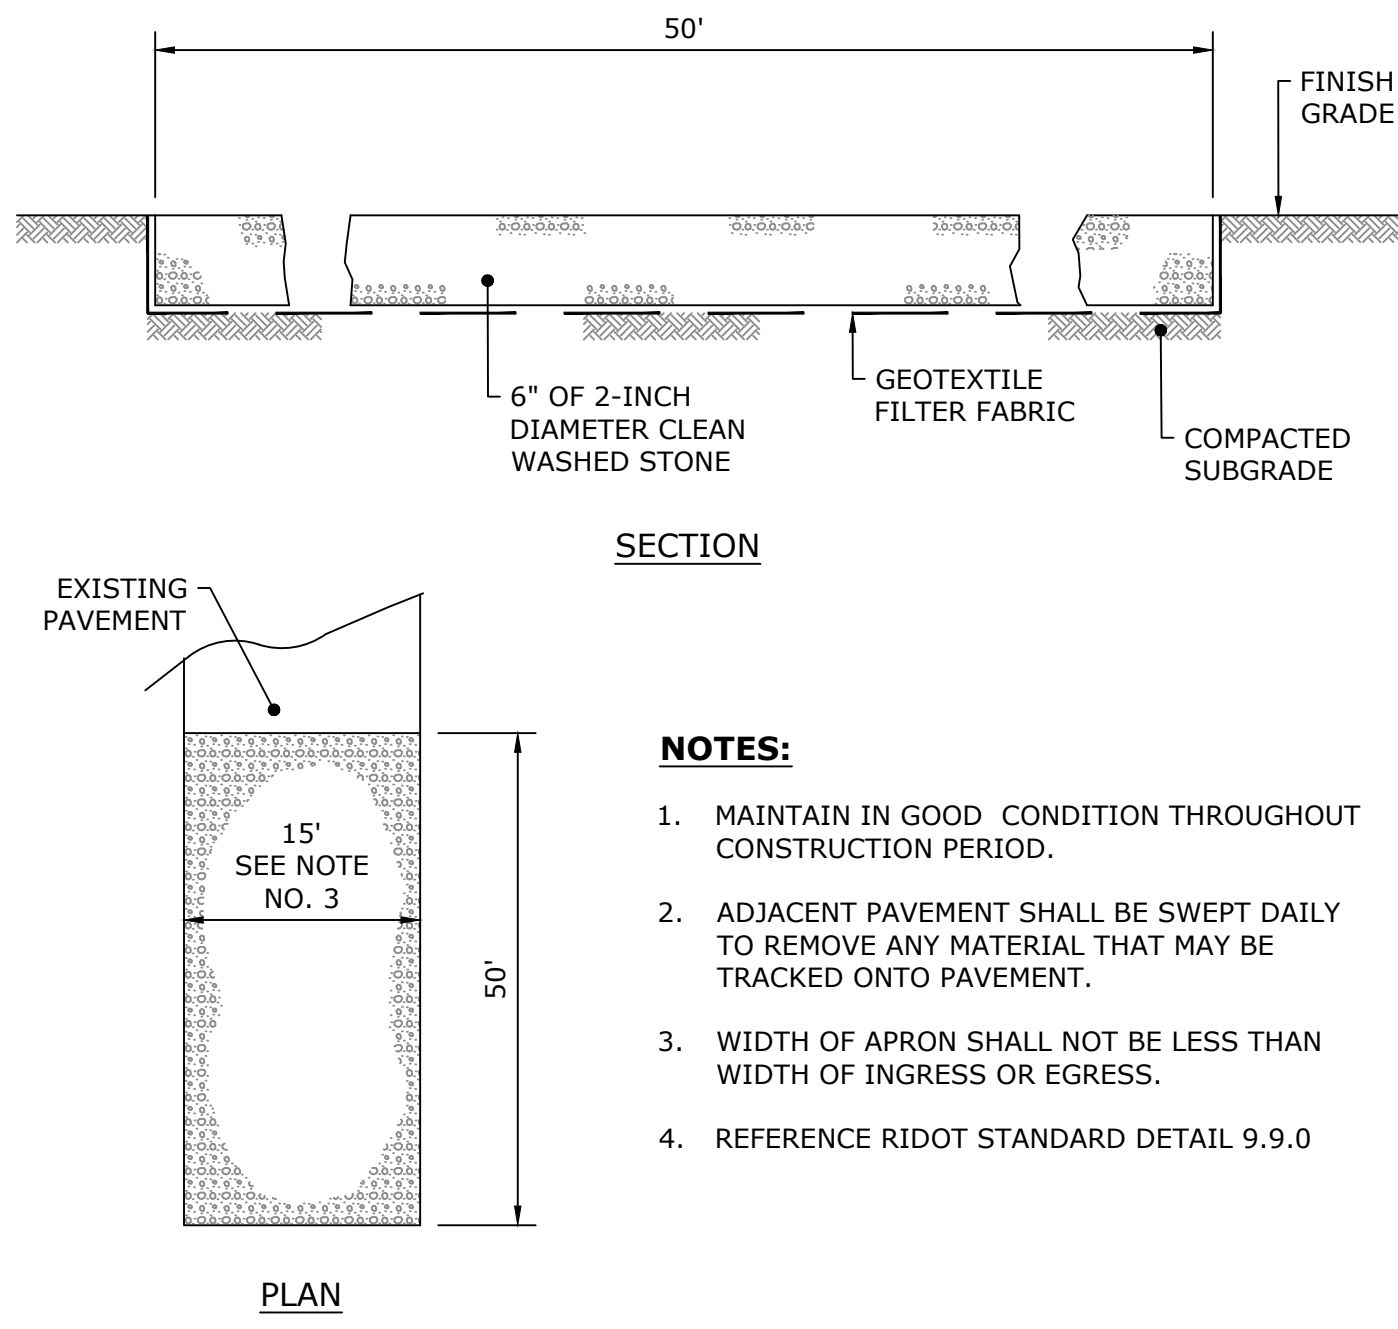 50'
FINISH
GRADE
6" OF 2-INCH
DIAMETER CLEAN
WASHED STONE
GEOTEXTILE
FILTER FABRIC
COMPACTED
SUBGRADE
SECTION
EXISTING
PAVEMENT
15'
SEE NOTE
NO. 3
50'
PLAN
NOTES:
1. MAINTAIN IN GOOD CONDITION THROUGHOUT
CONSTRUCTION PERIOD.
2. ADJACENT PAVEMENT SHALL BE SWEPT DAILY
TO REMOVE ANY MATERIAL THAT MAY BE
TRACKED ONTO PAVEMENT.
3. WIDTH OF APRON SHALL NOT BE LESS THAN
WIDTH OF INGRESS OR EGRESS.
4. REFERENCE RIDOT STANDARD DETAIL 9.9.0